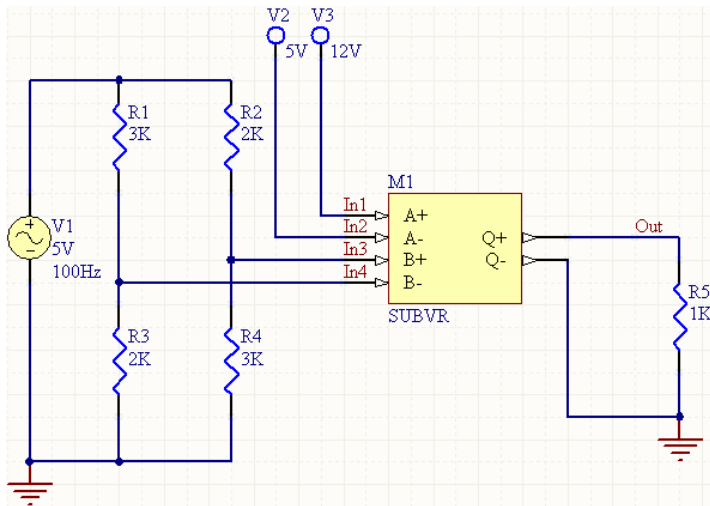 V2
V3
5V
12V
R1
3K
R2
2K
M1
In1
A+
In2
A-
Q+
Out
In3
B+
Q-
In4
B-
V1
5V
100Hz
+
-
R5
1K
SUBVR
R3
2K
R4
3K